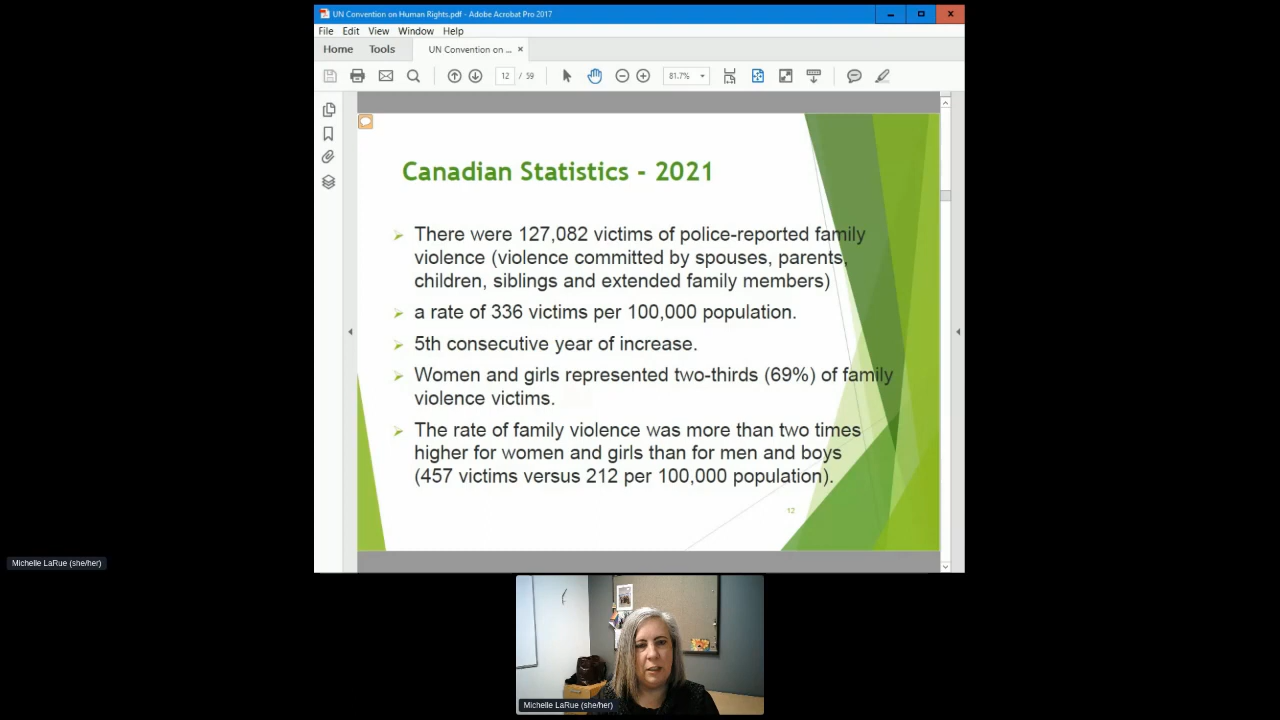 UN Convention on Human Rights.pdf - Adobe Acrobat Pro 2017
File Edit View Window Help
Home Tools UN Convention on ... ×
12 / 59 81.7%
Canadian Statistics - 2021
There were 127,082 victims of police-reported family
violence (violence committed by spouses, parents,
children, siblings and extended family members)
a rate of 336 victims per 100,000 population.
5th consecutive year of increase.
Women and girls represented two-thirds (69%) of family
violence victims.
The rate of family violence was more than two times
higher for women and girls than for men and boys
(457 victims versus 212 per 100,000 population).
12
Michelle LaRue (she/her)
Michelle LaRue (she/her)